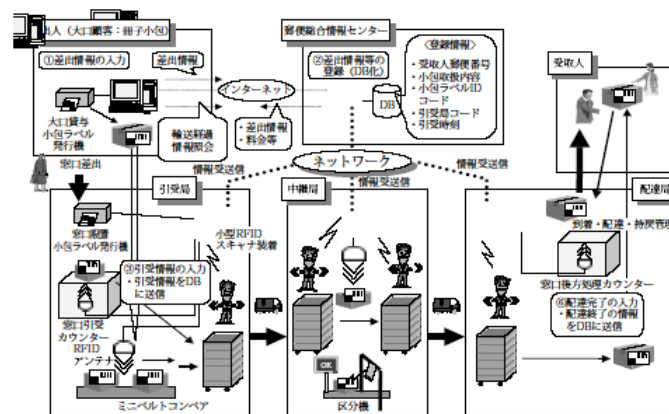 出人（大口顧客：冊子小包）
①差出情報の入力
差出情報
大口貸与
小包ラベル
発行機
輸送経過
情報照会
インターネット
・差出情報
・料金等
郵便総合情報センター
②差出情報等の
登録（DB化）
DB
<登録情報>
・受取人郵便番号
・小包取扱内容
・小包ラベルID
コード
・引受局コード
・引受時刻
受取人
ネットワーク
情報受送信
情報受送信
情報受送信
窓口差出
引受局
窓口設置
小包ラベル発行機
小型RFID
スキャナ装着
③引受情報の入力
・引受情報をDB
に送信
窓口引受
カウンター
RFID
アンテナ
ミニベルトコンベア
中継局
OK
区分機
配達局
到着・配達・持戻管理
窓口後方処理カウンター
⑥配達完了の入力
・配達終了の情報
をDBに送信